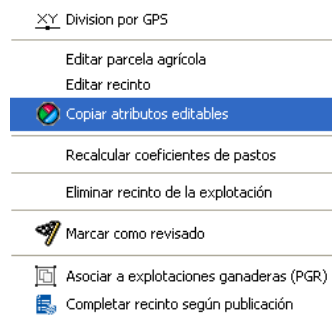 XY Division por GPS
Editar parcela agrícola
Editar recinto
Copiar atributos editables
Recalcular coeficientes de pastos
Eliminar recinto de la explotación
Marcar como revisado
Asociar a explotaciones ganaderas (PGR)
Completar recinto según publicación